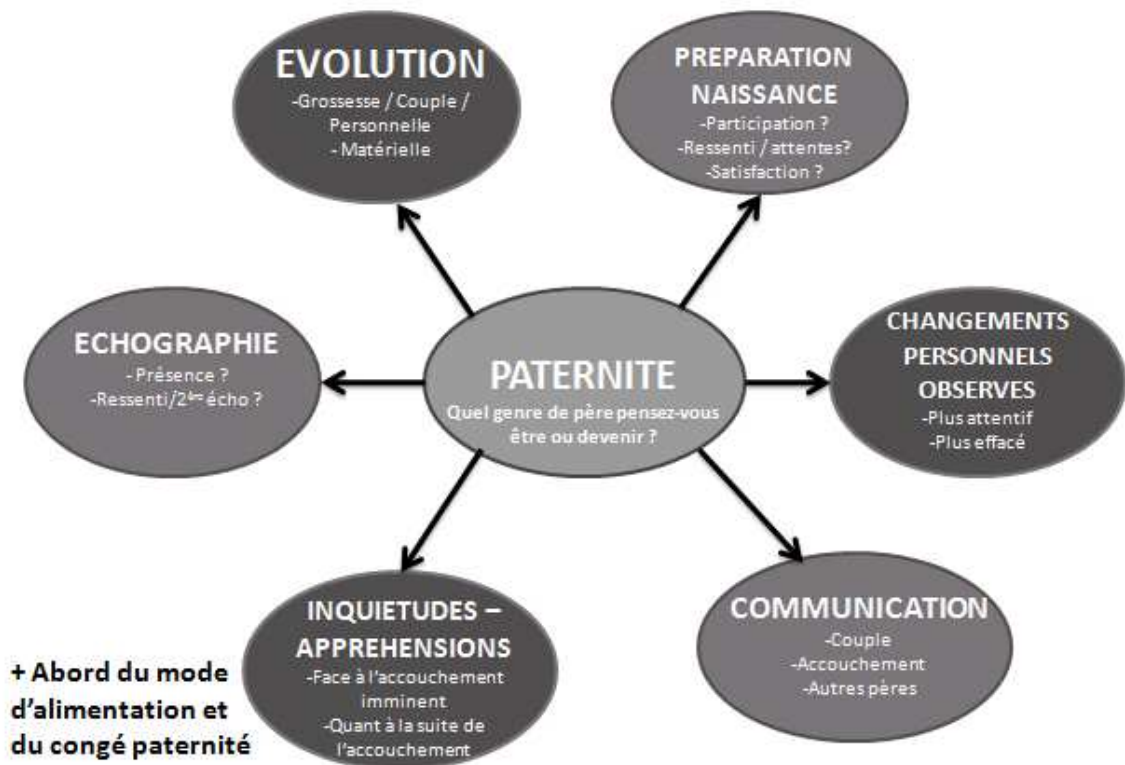 EVOLUTION
-Grossesse / Couple /
Personnelle
- Matérielle
PREPARATION
NAISSANCE
-Participation ?
-Ressenti / attentes?
-Satisfaction ?
ECHOGRAPHIE
- Présence ?
-Ressenti/2ème écho ?
PATERNITE
Quel genre de père pensez-vous
être ou devenir ?
CHANGEMENTS
PERSONNELS
OBSERVES
-Plus attentif
-Plus effacé
INQUIETUDES –
APPREHENSIONS
-Face à l'accouchement
imminent
-Quant à la suite de
l'accouchement
COMMUNICATION
-Couple
-Accouchement
-Autres pères
+ Abord du mode
d'alimentation et
du congé paternité